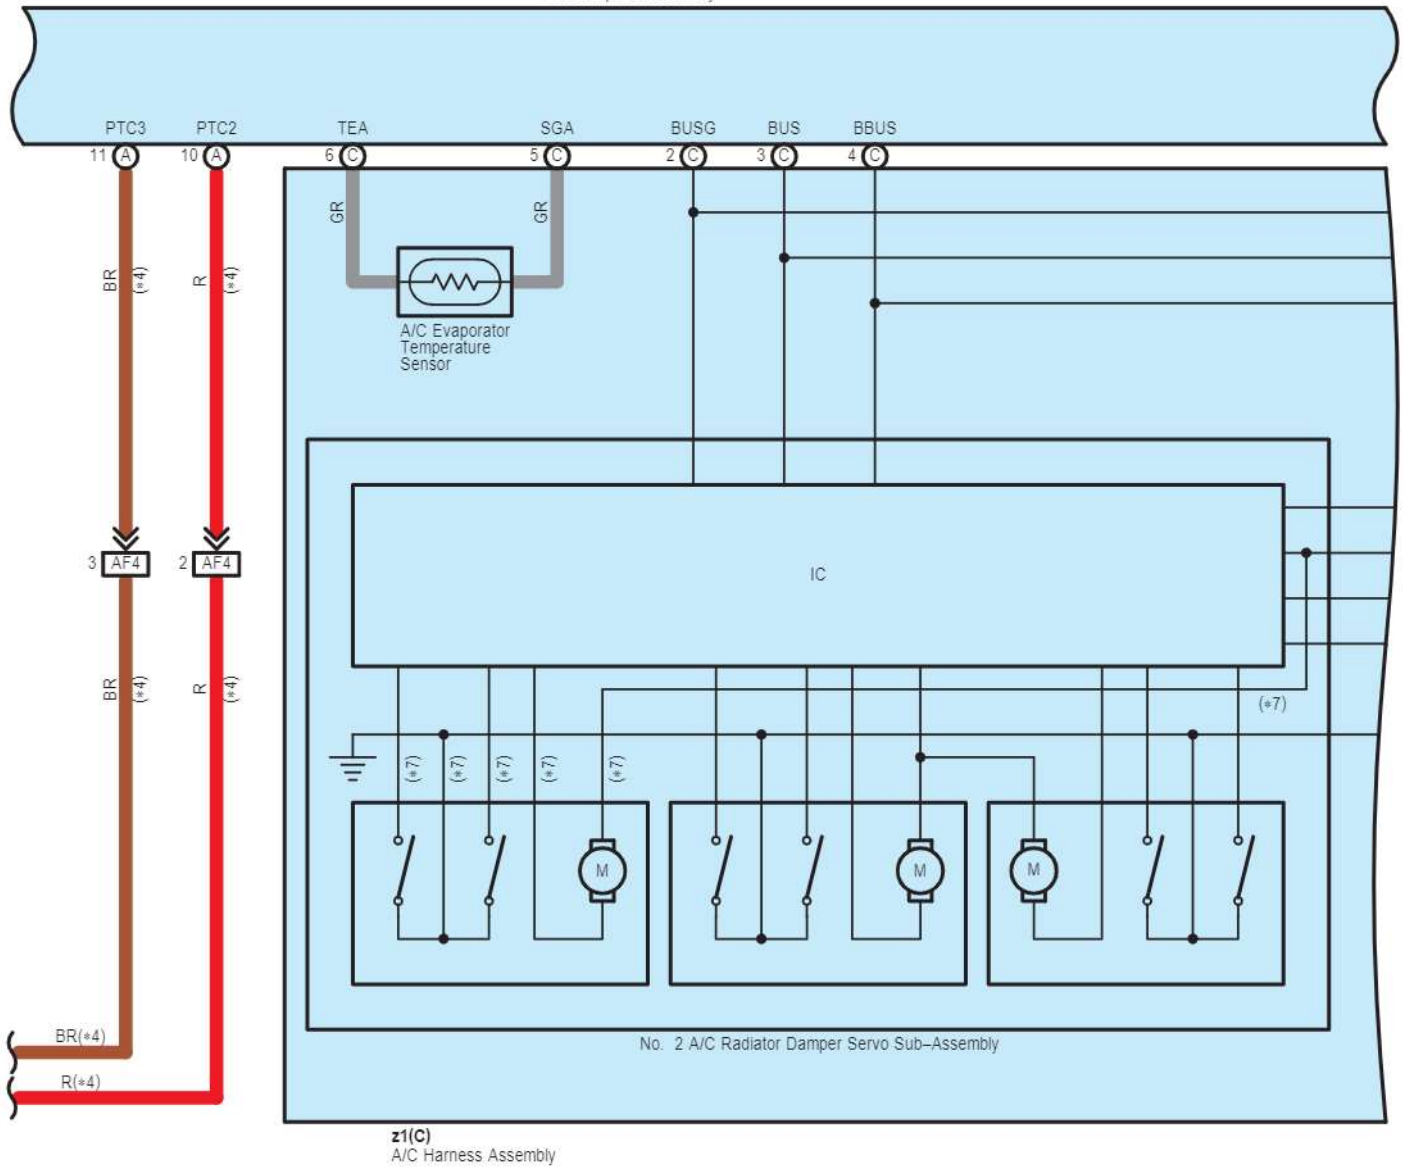 PTC3 PTC2 TEA SGA BUSG BUS BBUS
11 A 10 A 6 C 5 C 2 C 3 C 4 C
GR GR
BR (*4) R (*4)
A/C Evaporator
Temperature
Sensor
3 AF4 2 AF4
IC
BR (*4) R (*4)
(*7)
(*7) (*7) (*7) (*7) (*7)
M M M
BR(*4)
No. 2 A/C Radiator Damper Servo Sub–Assembly
R(*4)
z1(C)
A/C Harness Assembly